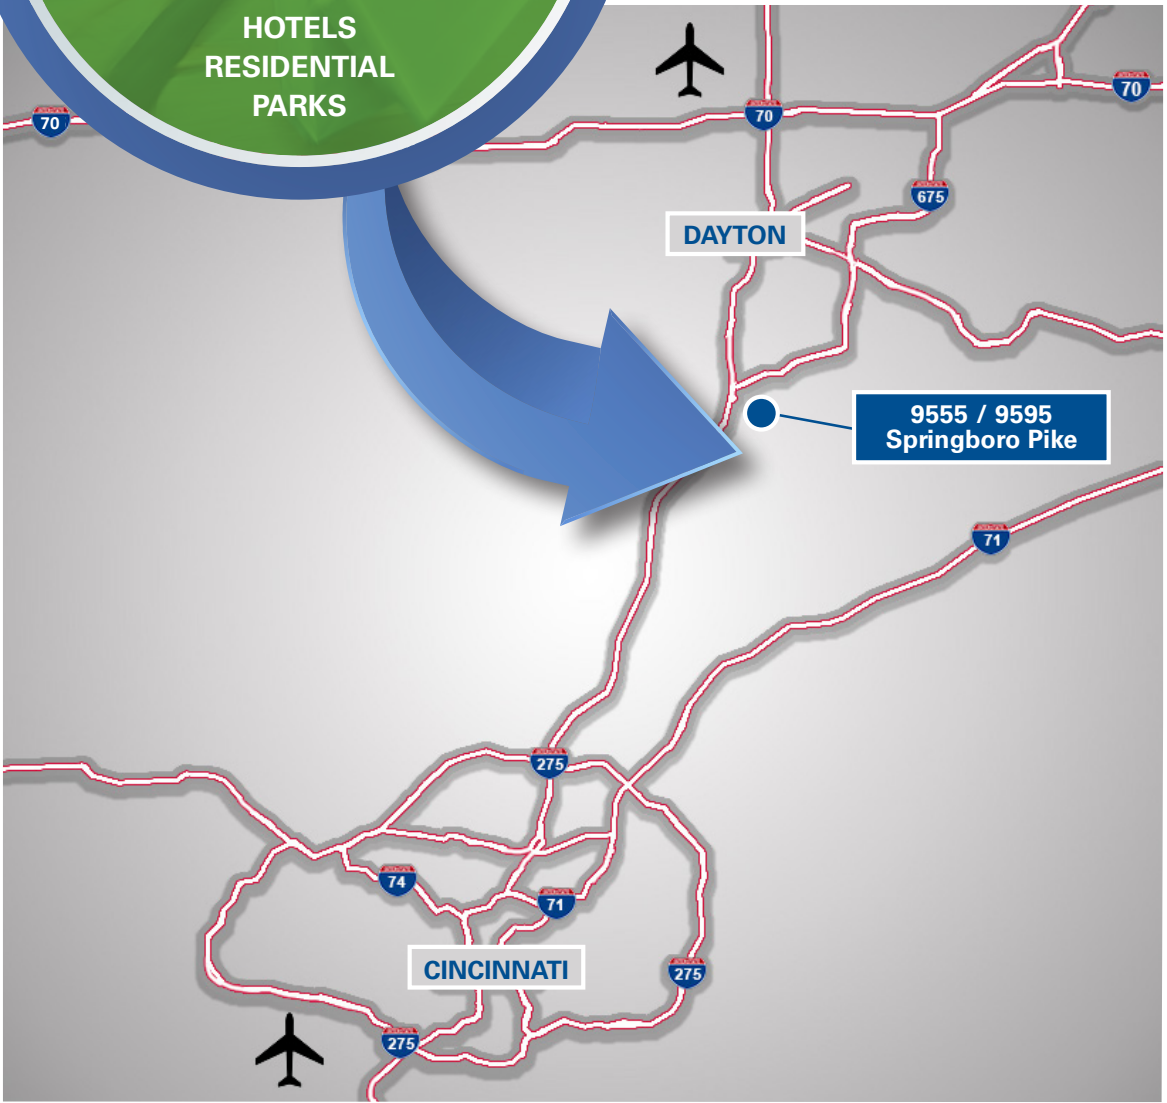 HOTELS
RESIDENTIAL
PARKS
70
70
70
675
DAYTON
9555 / 9595
Springboro Pike
71
275
74
71
CINCINNATI
275
275